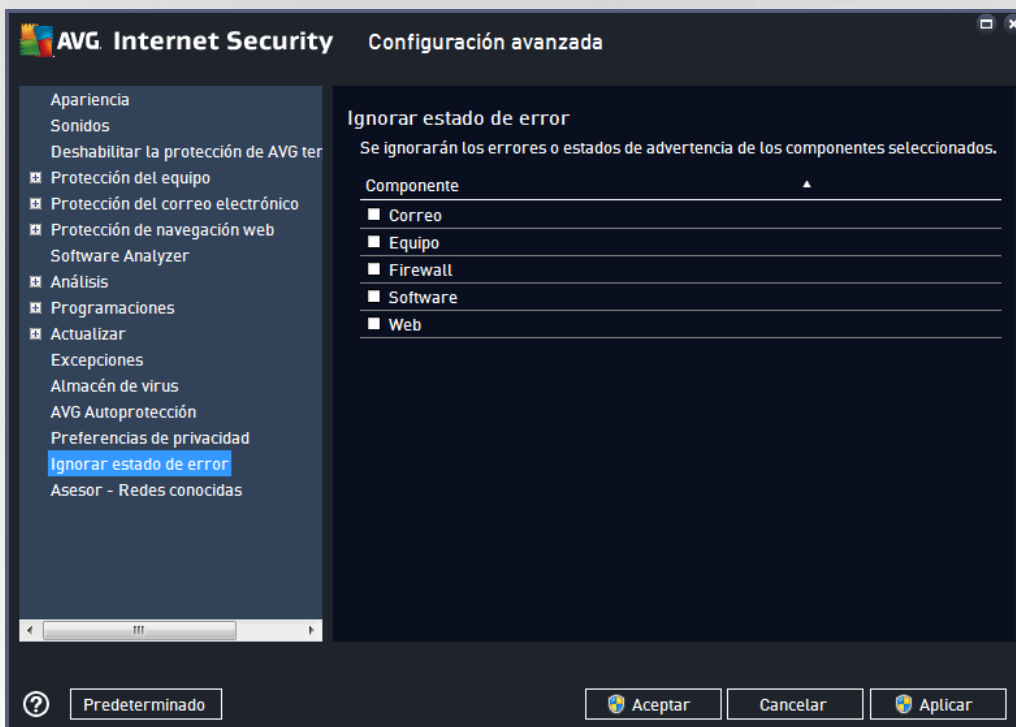 AVG Internet Security Configuración avanzada
Apariencia
Sonidos
Deshabilitar la protección de AVG ter
Protección del equipo
Protección del correo electrónico
Protección de navegación web
Software Analyzer
Análisis
Programaciones
Actualizar
Excepciones
Almacén de virus
AVG Autoprotección
Preferencias de privacidad
Ignorar estado de error
Asesor - Redes conocidas
Ignorar estado de error
Se ignorarán los errores o estados de advertencia de los componentes seleccionados.
Componente
Correo
Equipo
Firewall
Software
Web
? Predeterminado Aceptar Cancelar Aplicar